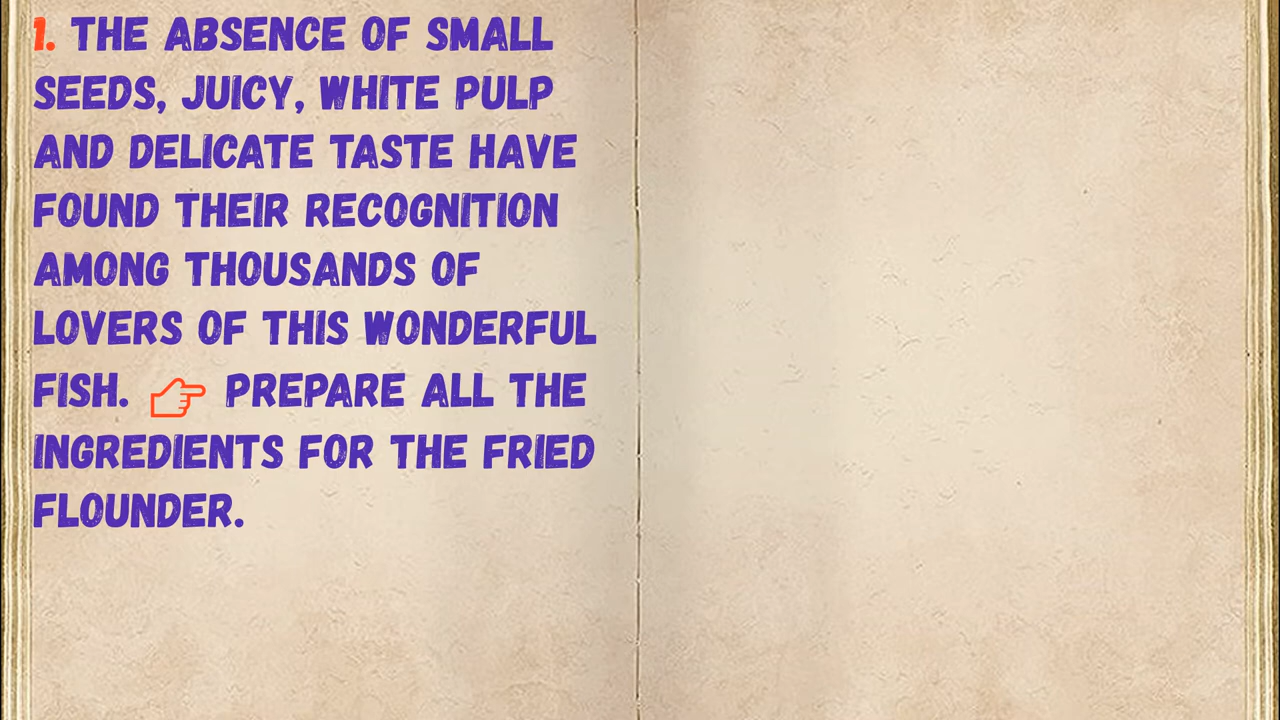 1. THE ABSENCE OF SMALL
SEEDS, JUICY, WHITE PULP
AND DELICATE TASTE HAVE
FOUND THEIR RECOGNITION
AMONG THOUSANDS OF
LOVERS OF THIS WONDERFUL
FISH. 👉 PREPARE ALL THE
INGREDIENTS FOR THE FRIED
FLOUNDER.